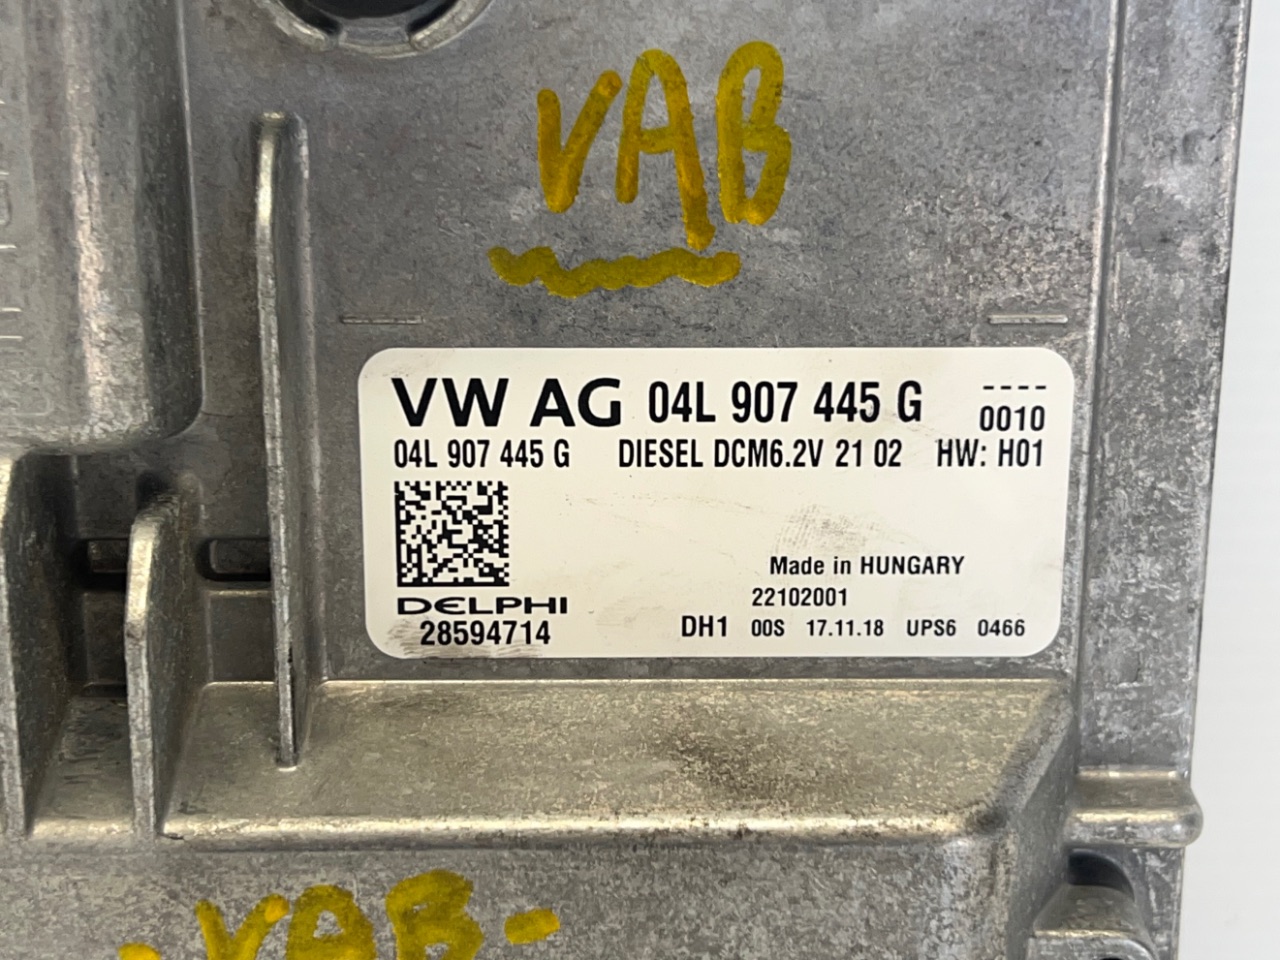 VAB
VW AG 04L 907 445 G ----
0010
04L 907 445 G DIESEL DCM6.2V 21 02 HW: H01
Made in HUNGARY
22102001
DELPHI
28594714 DH1 00S 17.11.18 UPS6 0466
-VAB-